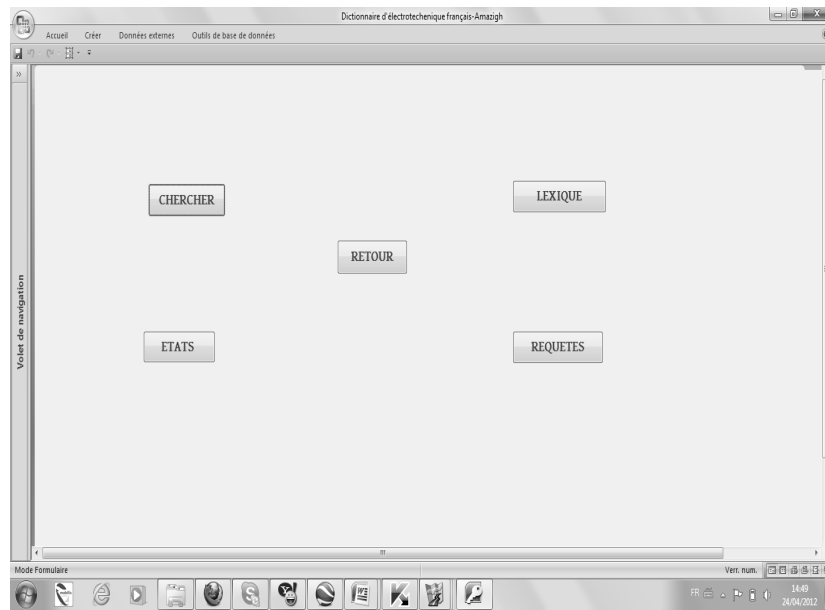 Dictionnaire d'électrotechenique français-Amazigh
Accueil Créer Données externes Outils de base de données
»
CHERCHER
LEXIQUE
RETOUR
Volet de navigation
ETATS
REQUETES
Mode Formulaire
Verr. num.
FR
14:49
24/04/2012